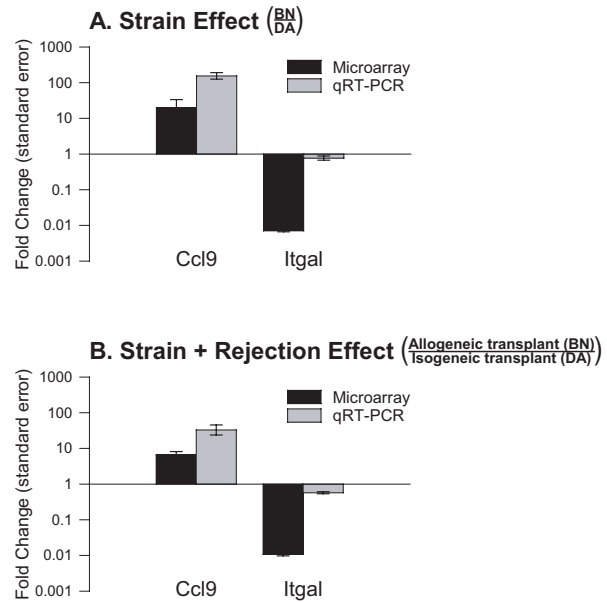 A. Strain Effect (BN/DA)
Fold Change (standard error)
1000
100
10
1
0.1
0.01
0.001
Microarray
qRT-PCR
Ccl9 Itgal
B. Strain + Rejection Effect (Allogeneic transplant (BN)/Isogeneic transplant (DA))
Fold Change (standard error)
1000
100
10
1
0.1
0.01
0.001
Microarray
qRT-PCR
Ccl9 Itgal